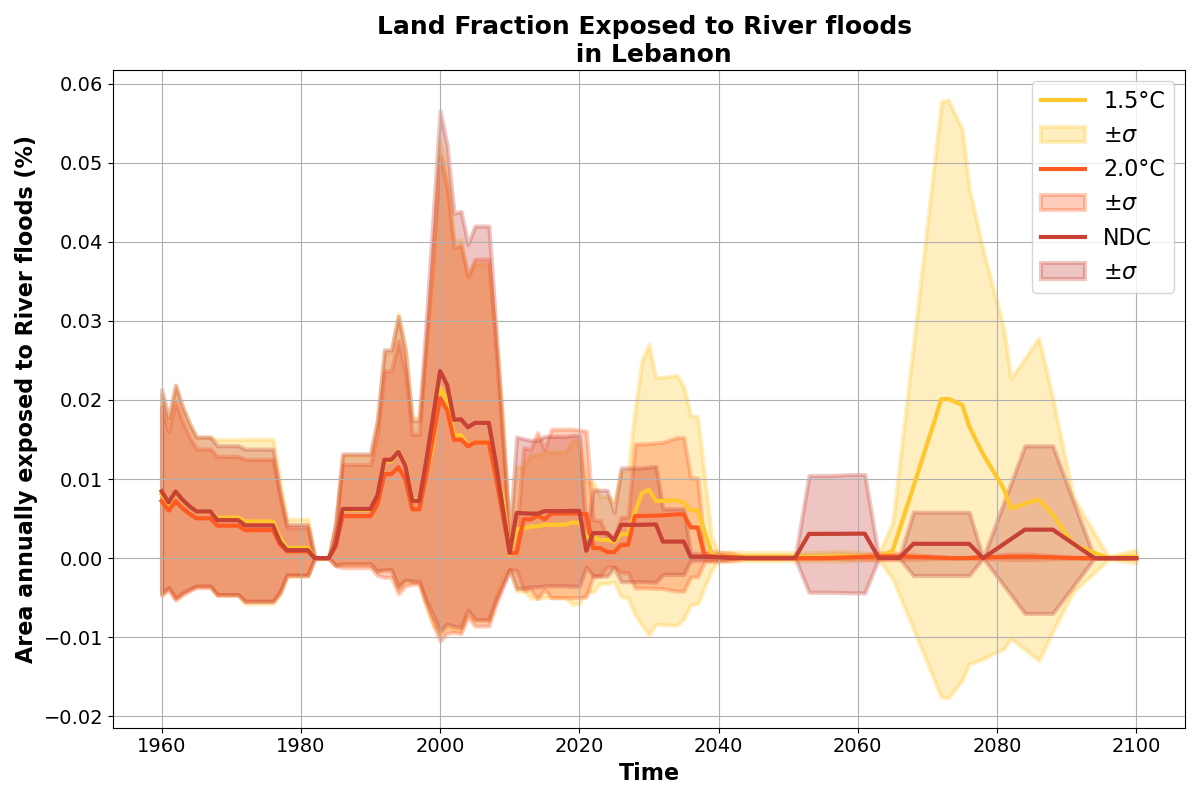 Land Fraction Exposed to River floods
in Lebanon
Area annually exposed to River floods (%)
0.06
0.05
0.04
0.03
0.02
0.01
0.00
−0.01
−0.02
1.5°C
±σ
2.0°C
±σ
NDC
±σ
1960 1980 2000 2020 2040 2060 2080 2100
Time